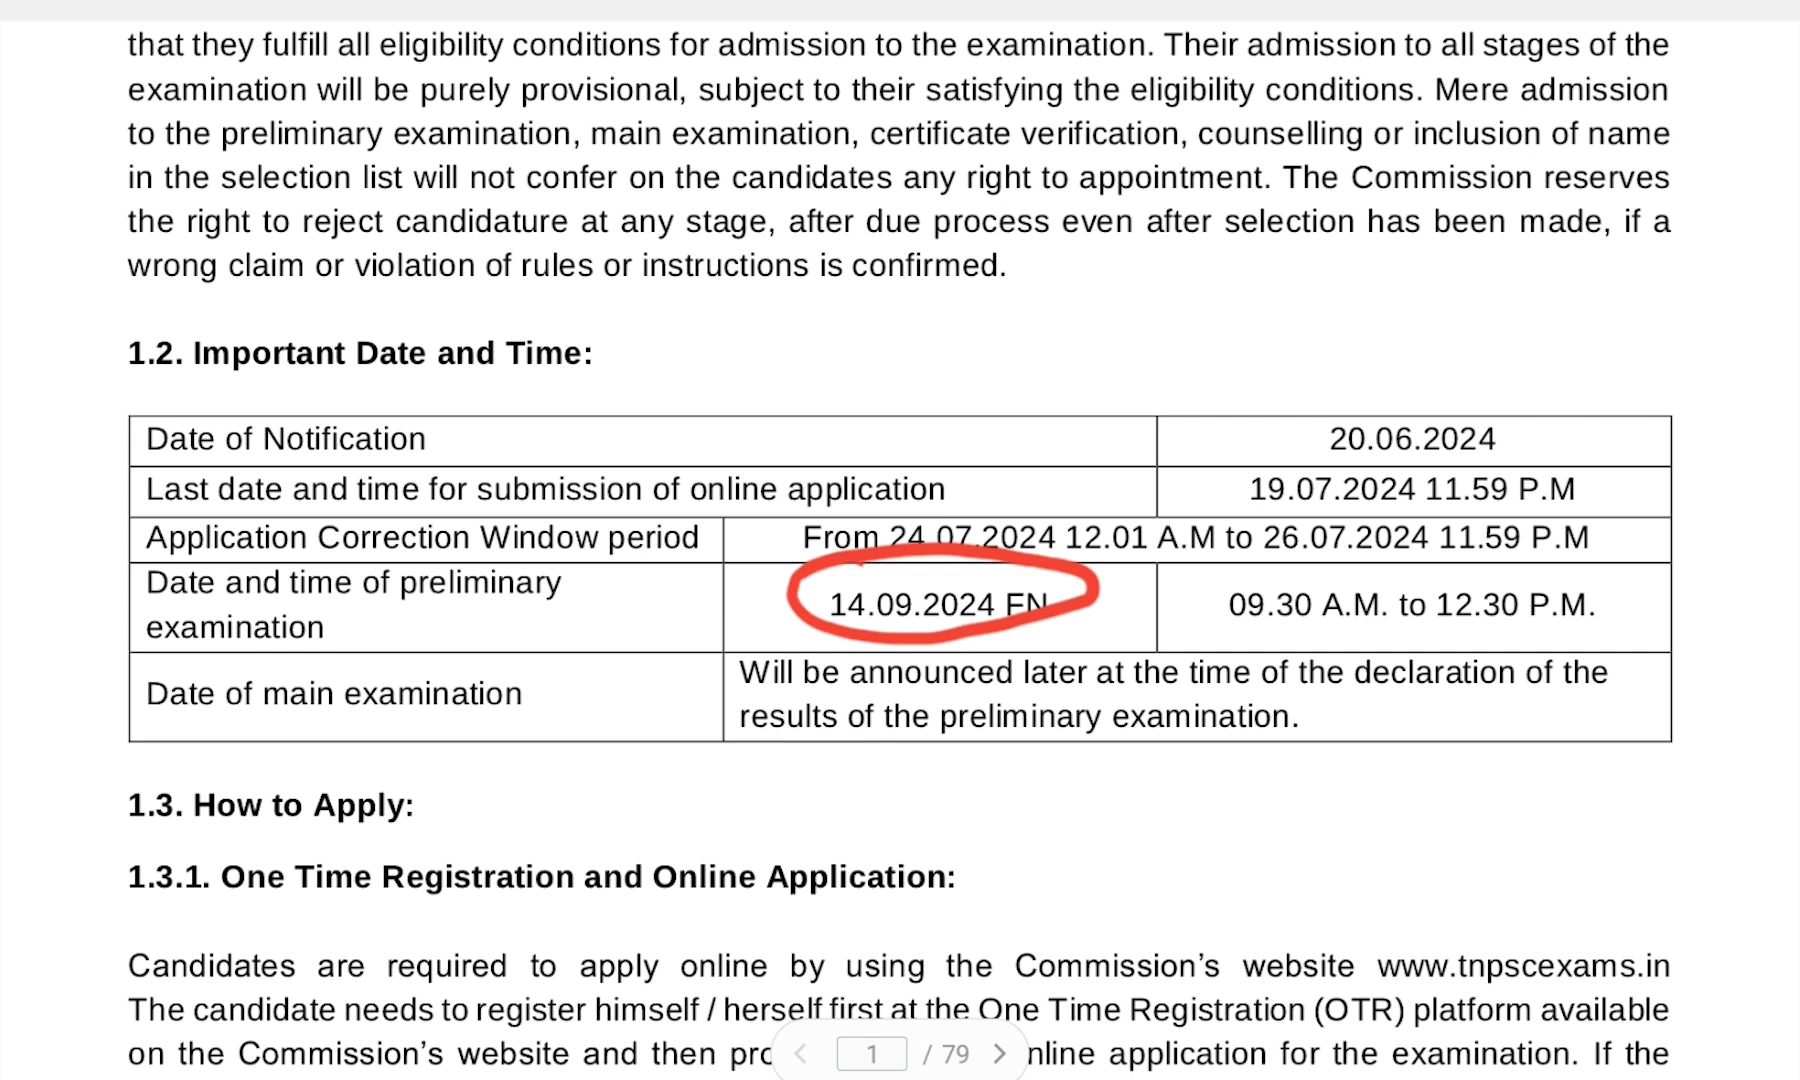 that they fulfill all eligibility conditions for admission to the examination. Their admission to all stages of the
examination will be purely provisional, subject to their satisfying the eligibility conditions. Mere admission
to the preliminary examination, main examination, certificate verification, counselling or inclusion of name
in the selection list will not confer on the candidates any right to appointment. The Commission reserves
the right to reject candidature at any stage, after due process even after selection has been made, if a
wrong claim or violation of rules or instructions is confirmed.
1.2. Important Date and Time:
Date of Notification 20.06.2024
Last date and time for submission of online application 19.07.2024 11.59 P.M
Application Correction Window period From 24.07.2024 12.01 A.M to 26.07.2024 11.59 P.M
Date and time of preliminary
examination 14.09.2024 FN 09.30 A.M. to 12.30 P.M.
Date of main examination
Will be announced later at the time of the declaration of the
results of the preliminary examination.
1.3. How to Apply:
1.3.1. One Time Registration and Online Application:
Candidates are required to apply online by using the Commission’s website www.tnpscexams.in
The candidate needs to register himself / herself first at the One Time Registration (OTR) platform available
on the Commission’s website and then application for the examination. If the
1 / 79